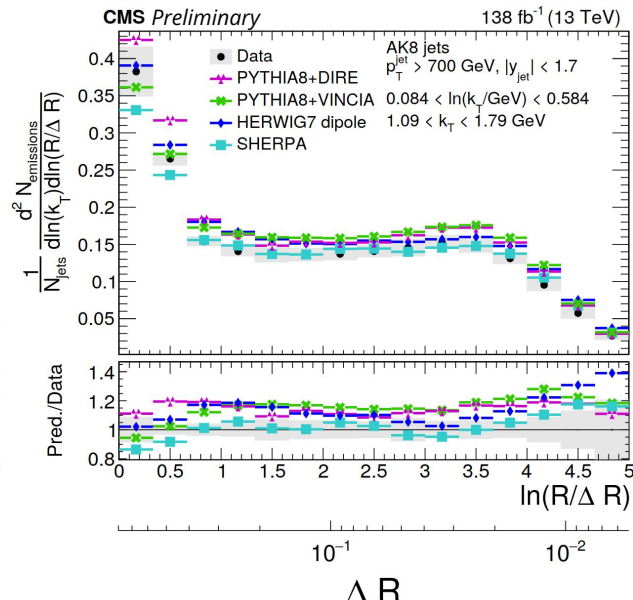 CMS Preliminary 138 fb⁻¹ (13 TeV)
Data
PYTHIA8+DIRE
PYTHIA8+VINCIA
HERWIG7 dipole
SHERPA
AK8 jets
p_T^jet > 700 GeV, |y_jet| < 1.7
0.084 < ln(k_T/GeV) < 0.584
1.09 < k_T < 1.79 GeV
1/N_jets d² N_emissions / dln(k_T)dln(R/Δ R)
0.4
0.35
0.3
0.25
0.2
0.15
0.1
0.05
Pred./Data
1.4
1.2
1
0.8
0 0.5 1 1.5 2 2.5 3 3.5 4 4.5 5
ln(R/Δ R)
10⁻¹ 10⁻²
Δ R